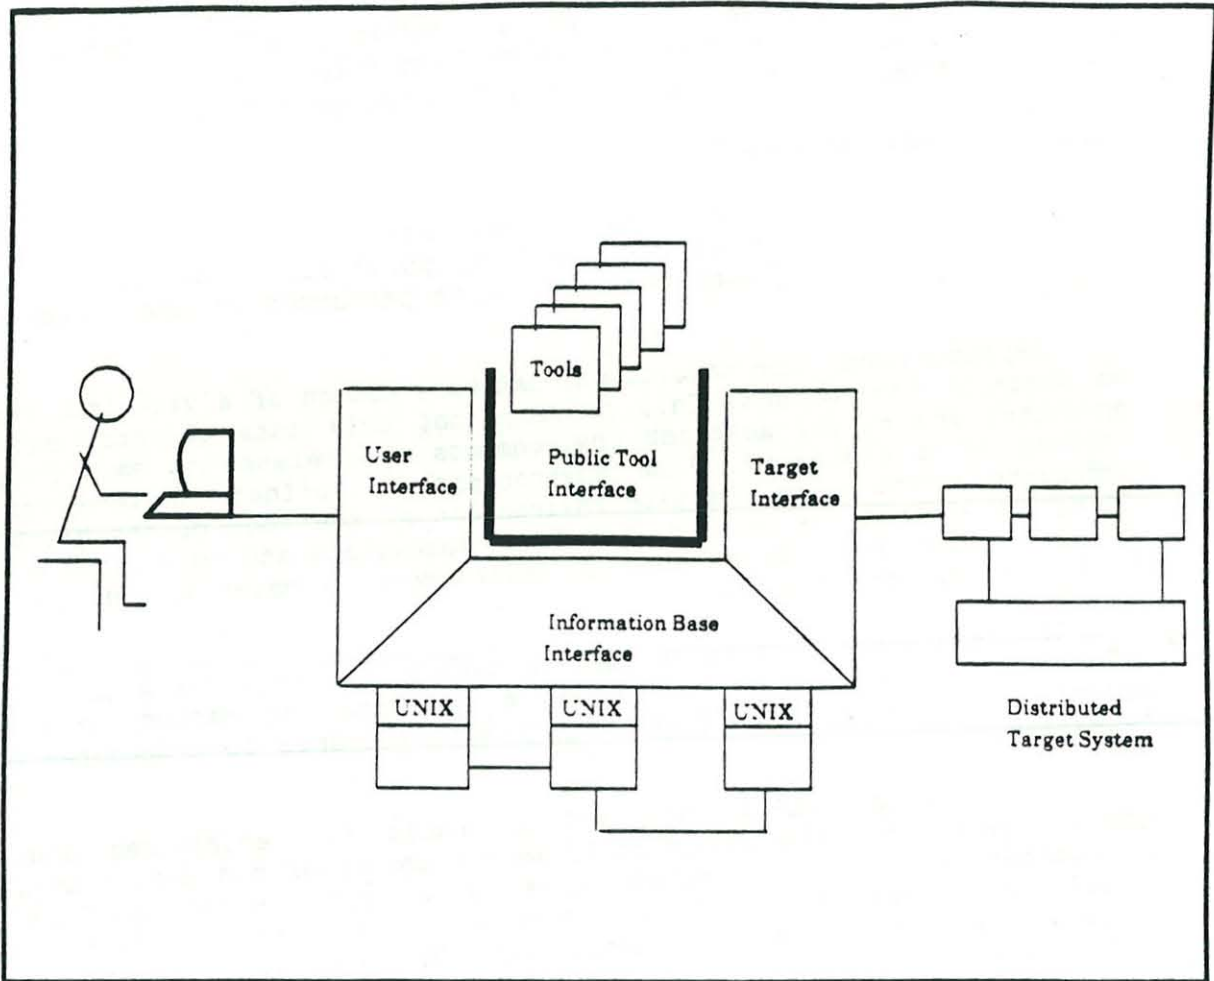 Tools
User
Interface
Public Tool
Interface
Target
Interface
Information Base
Interface
UNIX
UNIX
UNIX
Distributed
Target System